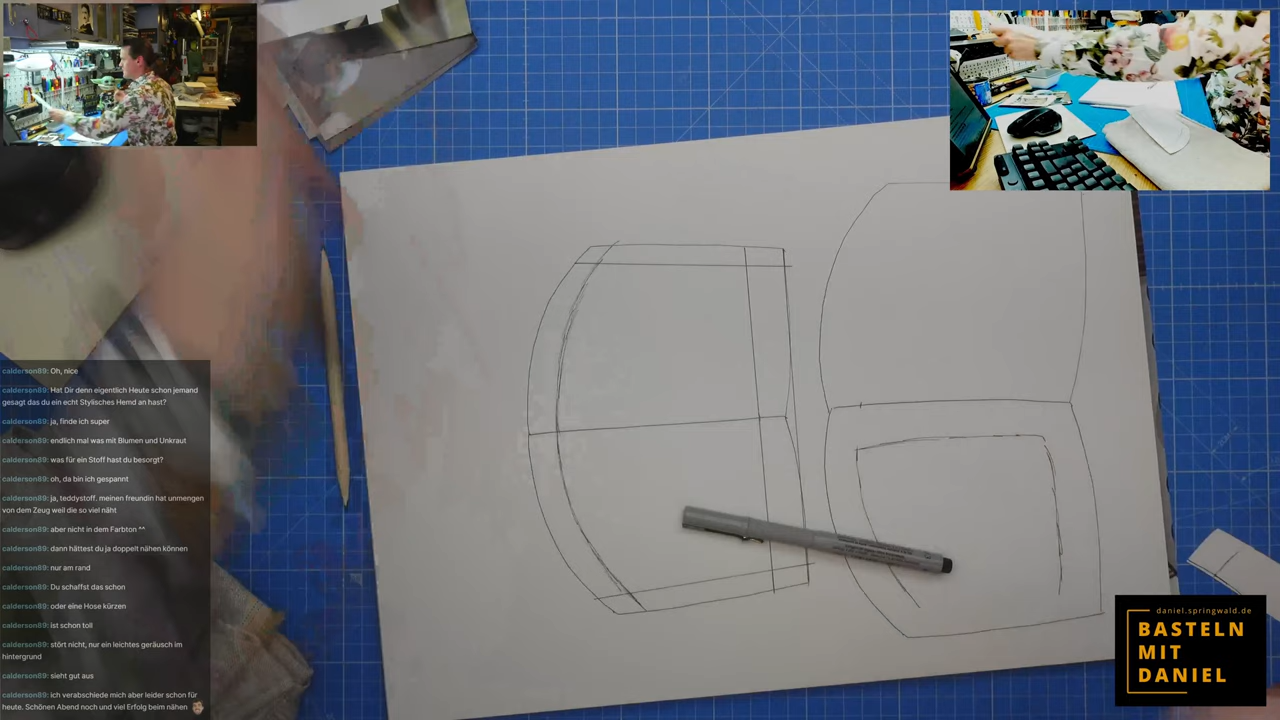 calderson89: Oh, nice
calderson89: Hat Dir denn eigentlich Heute schon jemand
gesagt das du ein echt Stylisches Hemd an hast?
calderson89: ja, finde ich super
calderson89: endlich mal was mit Blumen und Unkraut
calderson89: was für ein Stoff hast du besorgt?
calderson89: oh, da bin ich gespannt
calderson89: ja, teddystoff. meinen freundin hat unmengen
von dem Zeug weil die so viel näht
calderson89: aber nicht in dem Farbton ^^
calderson89: dann hättest du ja doppelt nähen können
calderson89: nur am rand
calderson89: Du schaffst das schon
calderson89: oder eine Hose kürzen
calderson89: ist schon toll
calderson89: stört nicht, nur ein leichtes geräusch im
hintergrund
calderson89: sieht gut aus
calderson89: ich verabschiede mich aber leider schon für
heute. Schönen Abend noch und viel Erfolg beim nähen
daniel.springwald.de
BASTELN
MIT
DANIEL